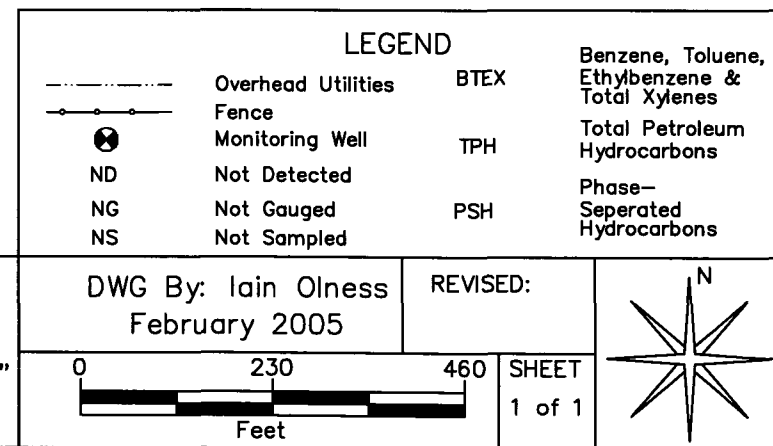 LEGEND
Overhead Utilities
Fence
Monitoring Well
ND Not Detected
NG Not Gauged
NS Not Sampled
BTEX Benzene, Toluene,
Ethylbenzene &
Total Xylenes
TPH Total Petroleum
Hydrocarbons
PSH Phase–
Seperated
Hydrocarbons
DWG By: Iain Olness
February 2005
REVISED:
N
"
0 230 460
Feet
SHEET
1 of 1